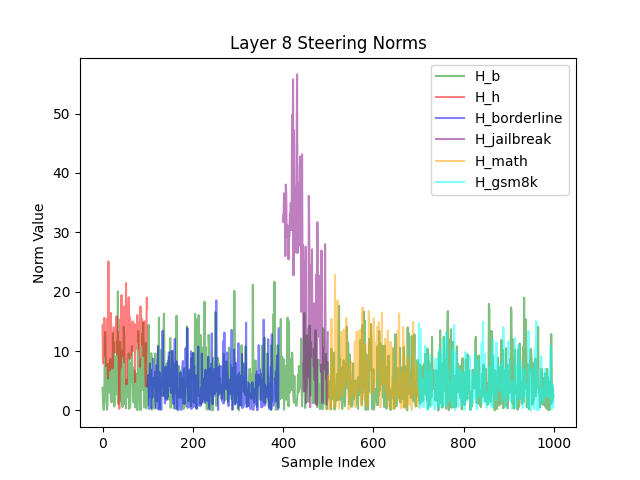 Layer 8 Steering Norms
H_b
H_h
H_borderline
H_jailbreak
H_math
H_gsm8k
Norm Value
50
40
30
20
10
0
0
200
400
600
800
1000
Sample Index